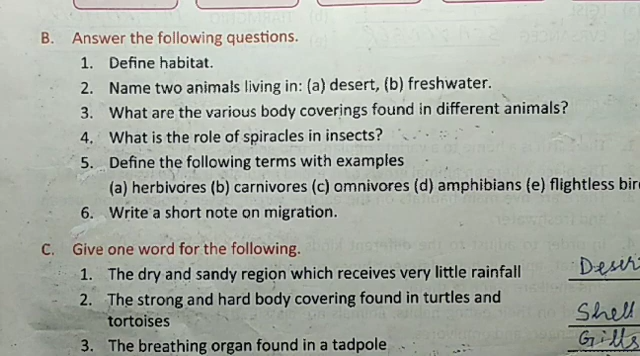 B. Answer the following questions.
1. Define habitat.
2. Name two animals living in: (a) desert, (b) freshwater.
3. What are the various body coverings found in different animals?
4. What is the role of spiracles in insects?
5. Define the following terms with examples
(a) herbivores (b) carnivores (c) omnivores (d) amphibians (e) flightless
6. Write a short note on migration.
C. Give one word for the following.
1. The dry and sandy region which receives very little rainfall
2. The strong and hard body covering found in turtles and
tortoises Shell
3. The breathing organ found in a tadpole Gills